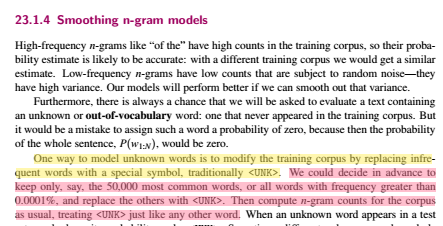 23.1.4 Smoothing n-gram models
High-frequency n-grams like “of the” have high counts in the training corpus, so their proba-
bility estimate is likely to be accurate: with a different training corpus we would get a similar
estimate. Low-frequency n-grams have low counts that are subject to random noise—they
have high variance. Our models will perform better if we can smooth out that variance.
Furthermore, there is always a chance that we will be asked to evaluate a text containing
an unknown or out-of-vocabulary word: one that never appeared in the training corpus. But
it would be a mistake to assign such a word a probability of zero, because then the probability
of the whole sentence, P(w1:N), would be zero.
One way to model unknown words is to modify the training corpus by replacing infre-
quent words with a special symbol, traditionally <UNK>. We could decide in advance to
keep only, say, the 50,000 most common words, or all words with frequency greater than
0.0001%, and replace the others with <UNK>. Then compute n-gram counts for the corpus
as usual, treating <UNK> just like any other word. When an unknown word appears in a test